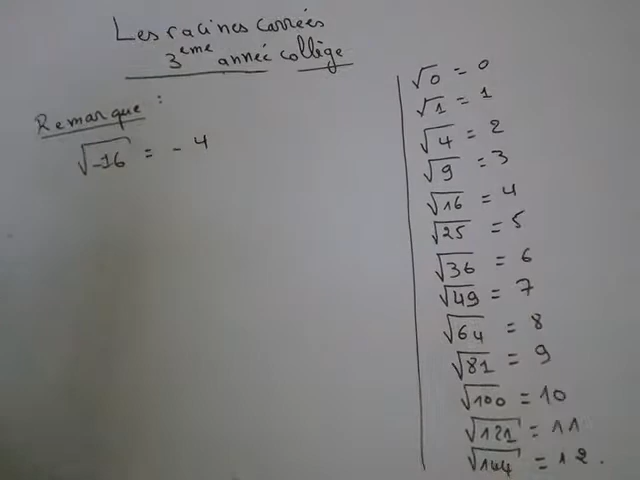 Les racines carrées
3eme année collège
Remarque :
√-16 = - 4
√0 = 0
√1 = 1
√4 = 2
√9 = 3
√16 = 4
√25 = 5
√36 = 6
√49 = 7
√64 = 8
√81 = 9
√100 = 10
√121 = 11
√144 = 12.